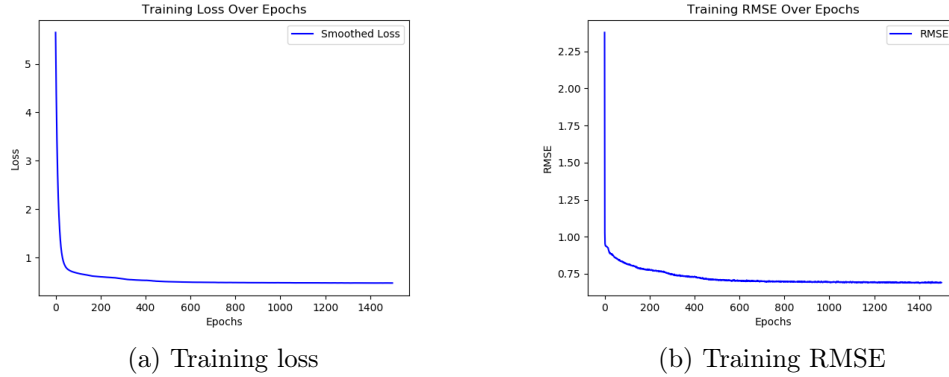 Training Loss Over Epochs
Smoothed Loss
5
4
3
2
1
Loss
0 200 400 600 800 1000 1200 1400
Epochs
(a) Training loss
Training RMSE Over Epochs
RMSE
2.25
2.00
1.75
1.50
1.25
1.00
0.75
RMSE
0 200 400 600 800 1000 1200 1400
Epochs
(b) Training RMSE